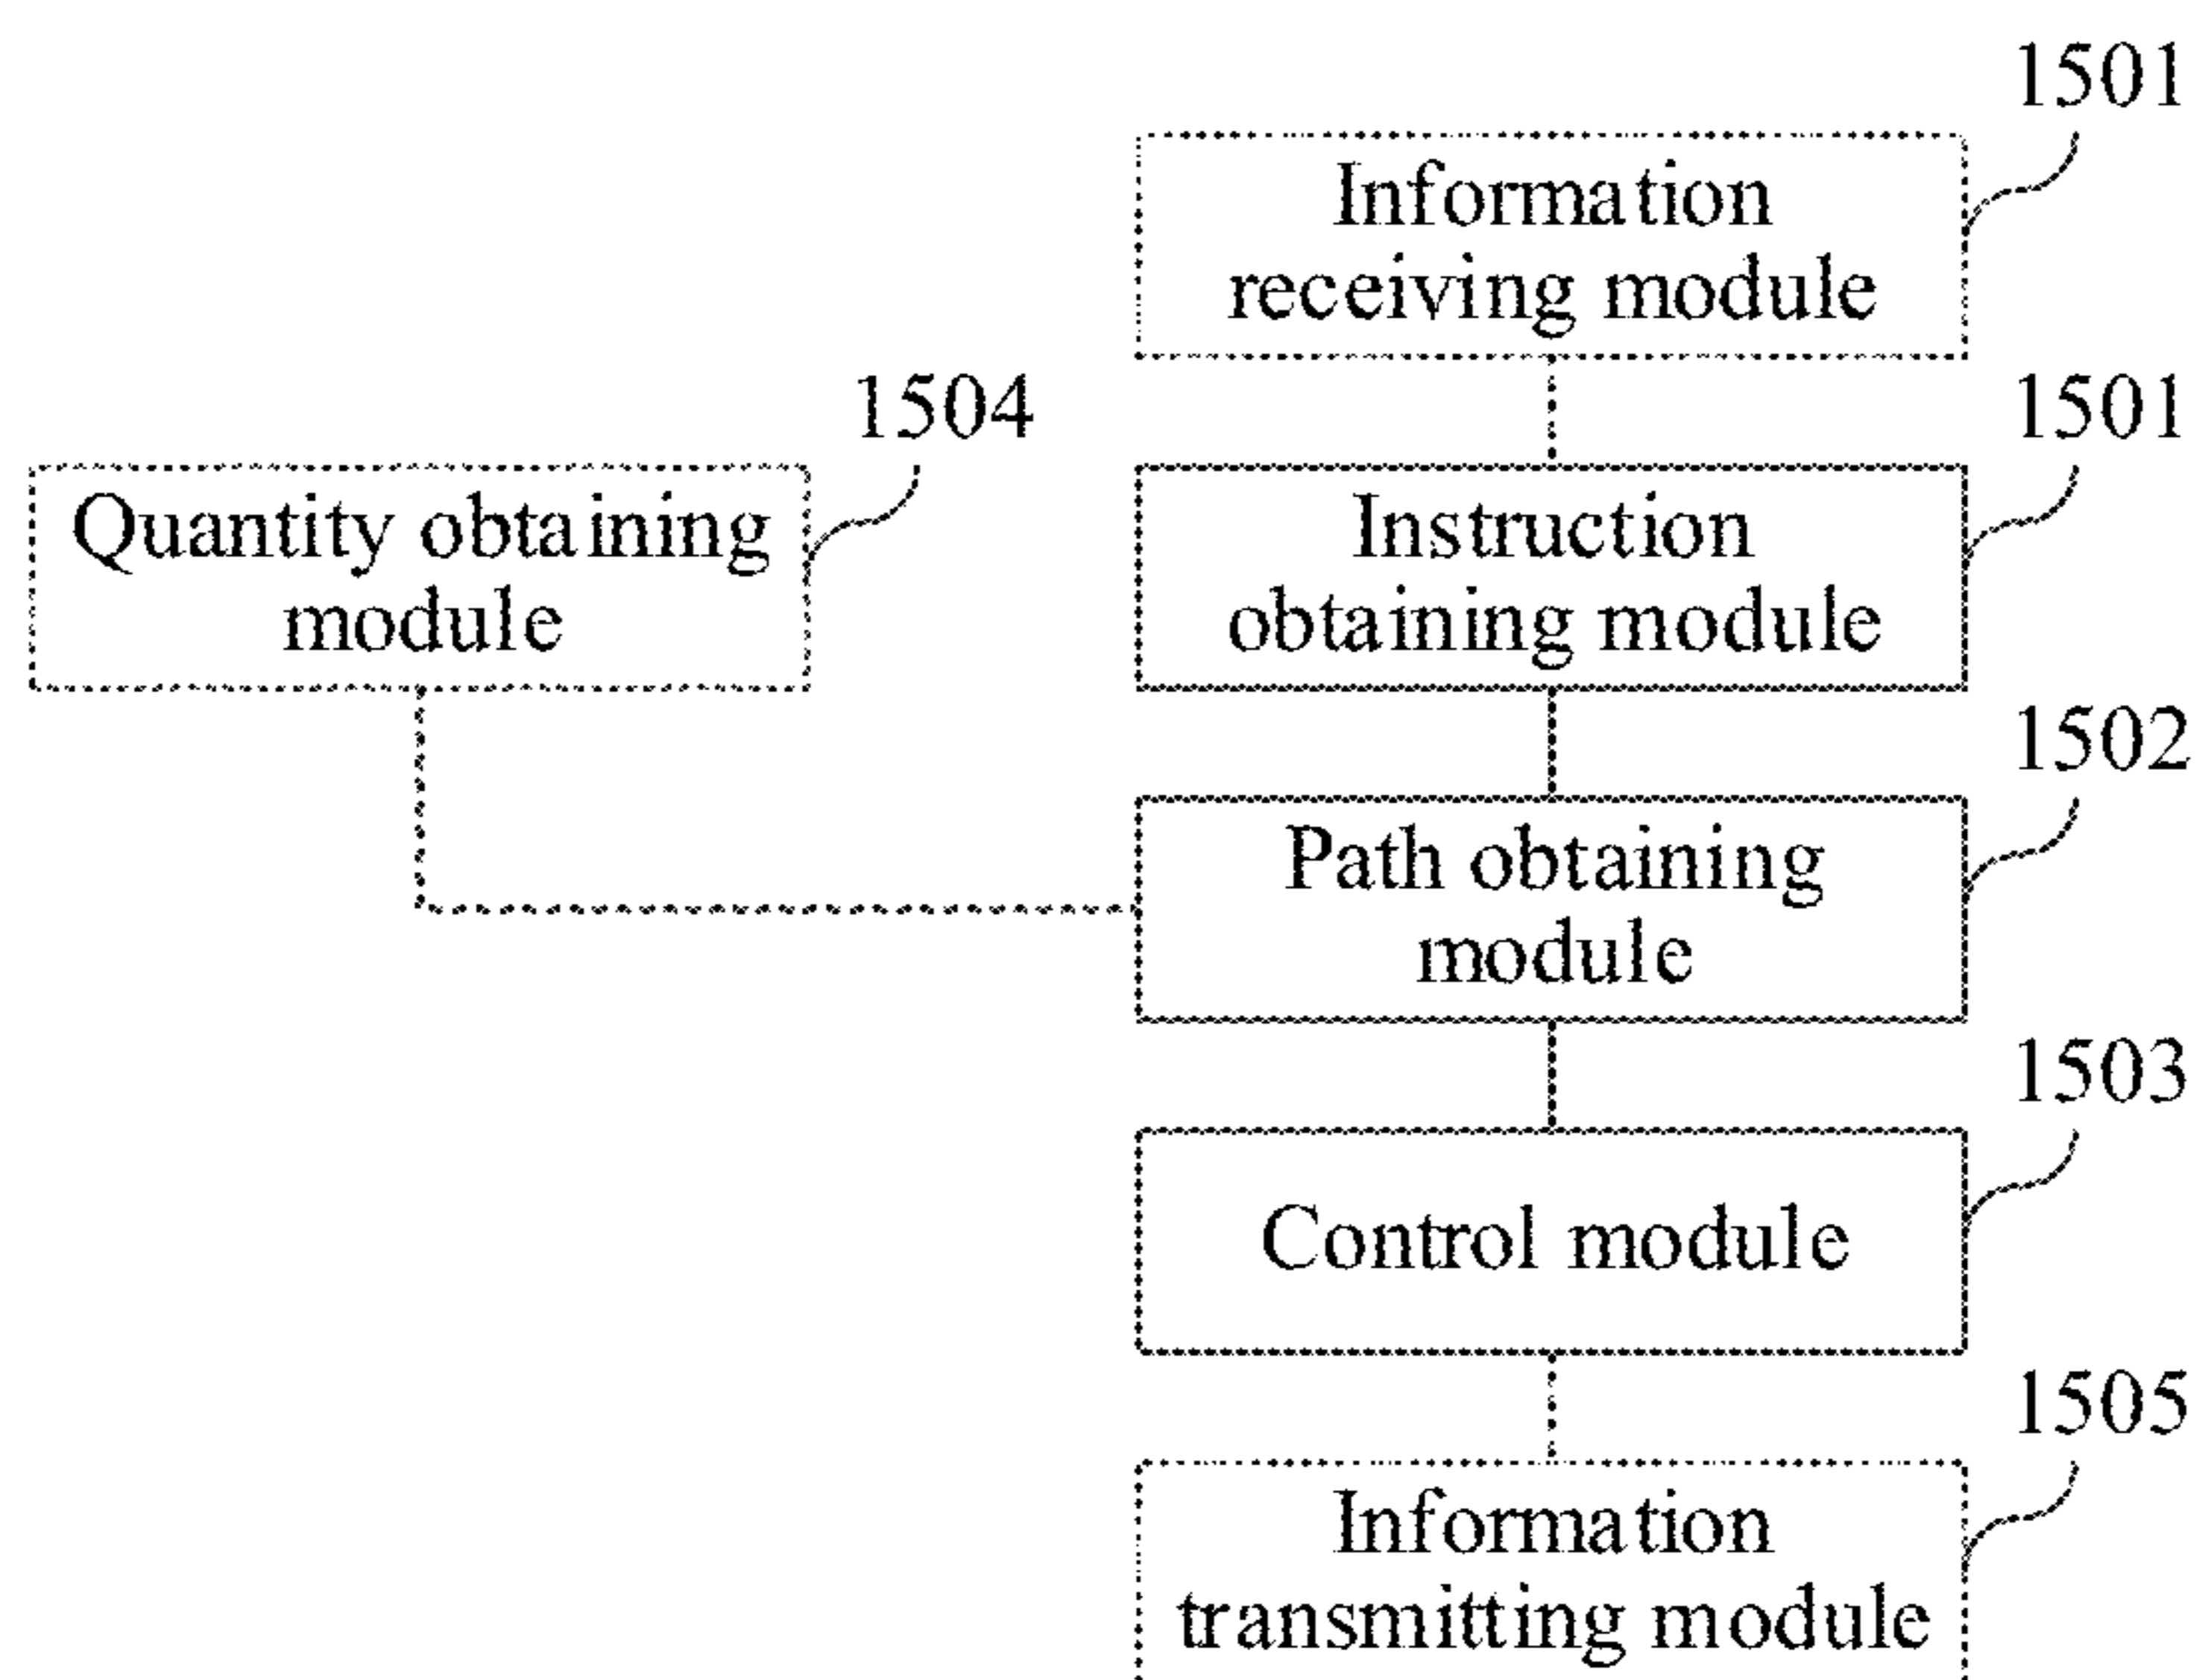 1501
Information
receiving module
1504
1501
Quantity obtaining
module
Instruction
obtaining module
1502
Path obtaining
module
1503
Control module
1505
Information
transmitting module